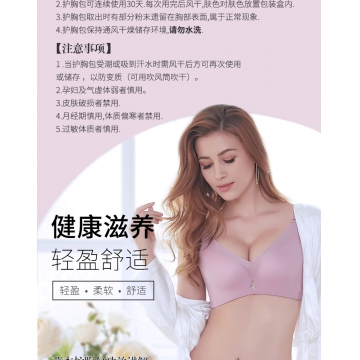 2.护胸包可连续使用30天.每次用完后风干,肤色对肤色放置包装盒内.
3.护胸包取出时有部分粉末遗留在胸部表面,属于正常现象.
4.护胸包保持通风干燥储存环境,请勿水洗.
【注意事项】
1.当护胸包受潮或吸到汗水时需风干后方可再次使用
或储存，以防变质（可用吹风筒吹干）。
2.孕妇及气虚体弱者慎用。
3.皮肤破损者禁用.
4.月经期慎用,体质偏寒者禁用.
5.过敏体质者慎用.
健康滋养
轻盈舒适
轻盈 • 柔软 • 舒适